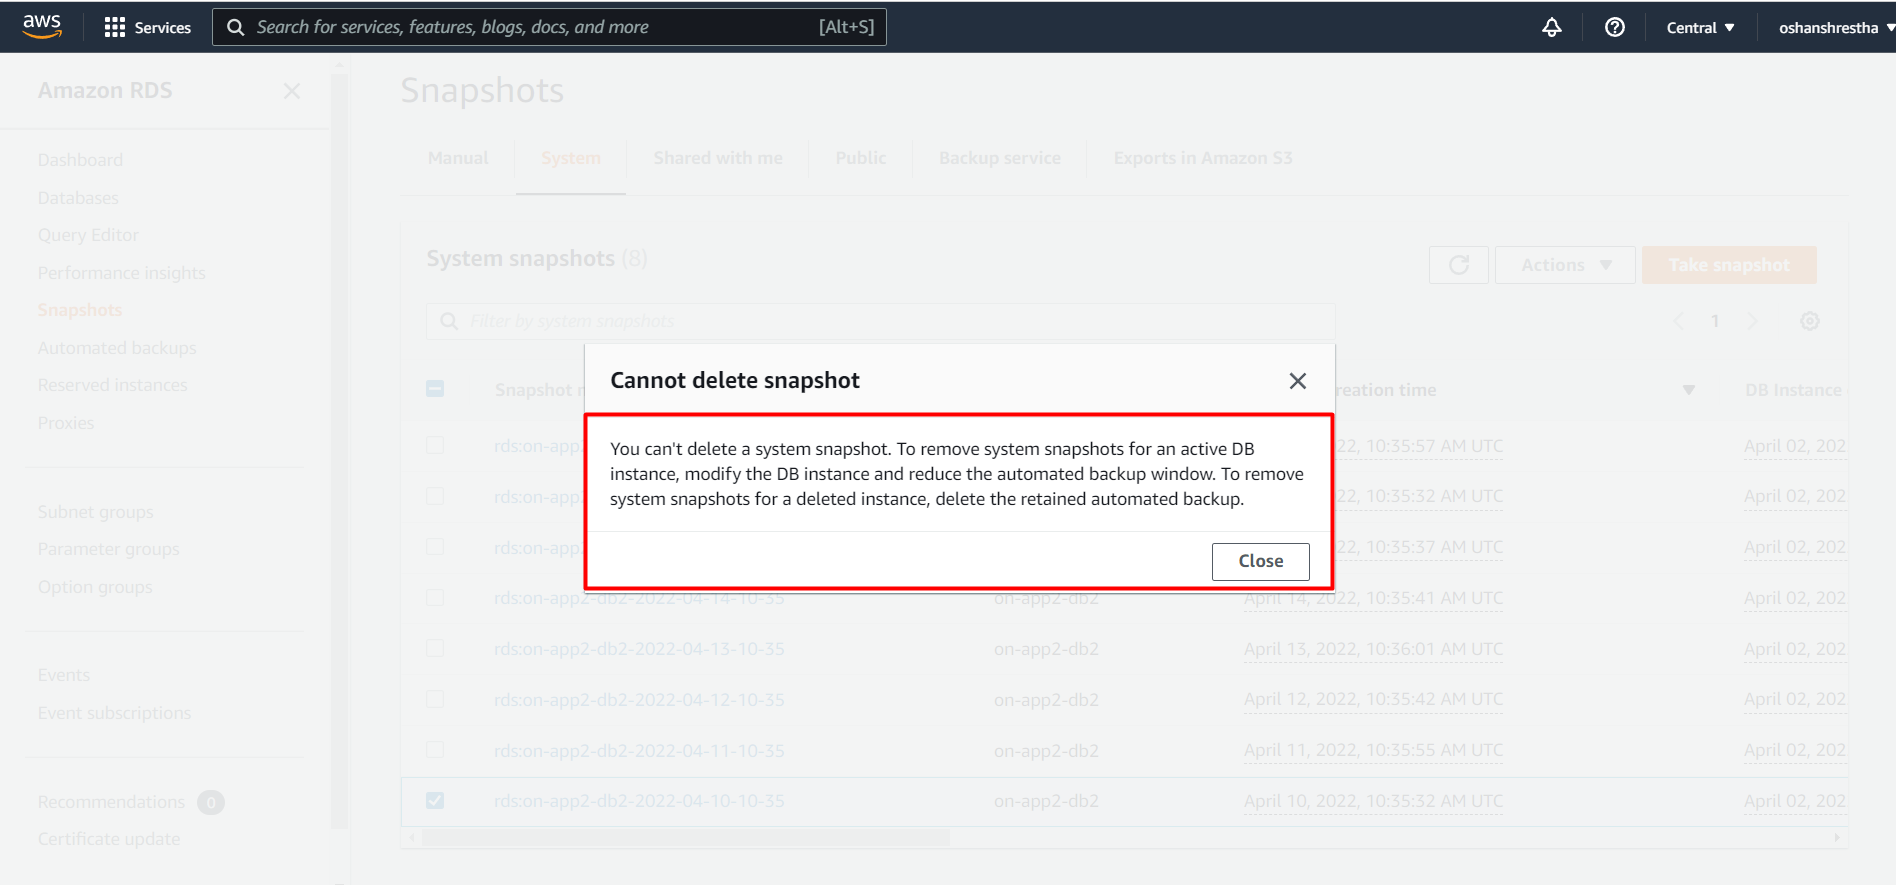 aws
Services
Search for services, features, blogs, docs, and more
[Alt+S]
Central
oshanshrestha
Amazon RDS
Dashboard
Databases
Query Editor
Performance insights
Snapshots
Automated backups
Reserved instances
Proxies
Subnet groups
Parameter groups
Option groups
Events
Event subscriptions
Recommendations 0
Certificate update
Snapshots
Manual
System
Shared with me
Public
Backup service
Exports in Amazon S3
System snapshots (8)
Actions
Take snapshot
Filter by system snapshots
1
Snapshot
reation time
DB Instance
rds:on-app
22, 10:35:57 AM UTC
April 02, 202
rds:on-app
22, 10:35:32 AM UTC
April 02, 202
rds:on-app2
22, 10:35:37 AM UTC
April 02, 202
rds:on-app2-db2-2022-04-14-10-35
on-app2-db2
April 14, 2022, 10:35:41 AM UTC
April 02, 202
rds:on-app2-db2-2022-04-13-10-35
on-app2-db2
April 13, 2022, 10:36:01 AM UTC
April 02, 202
rds:on-app2-db2-2022-04-12-10-35
on-app2-db2
April 12, 2022, 10:35:42 AM UTC
April 02, 202
rds:on-app2-db2-2022-04-11-10-35
on-app2-db2
April 11, 2022, 10:35:55 AM UTC
April 02, 202
rds:on-app2-db2-2022-04-10-10-35
on-app2-db2
April 10, 2022, 10:35:32 AM UTC
April 02, 202
Cannot delete snapshot
You can't delete a system snapshot. To remove system snapshots for an active DB
instance, modify the DB instance and reduce the automated backup window. To remove
system snapshots for a deleted instance, delete the retained automated backup.
Close